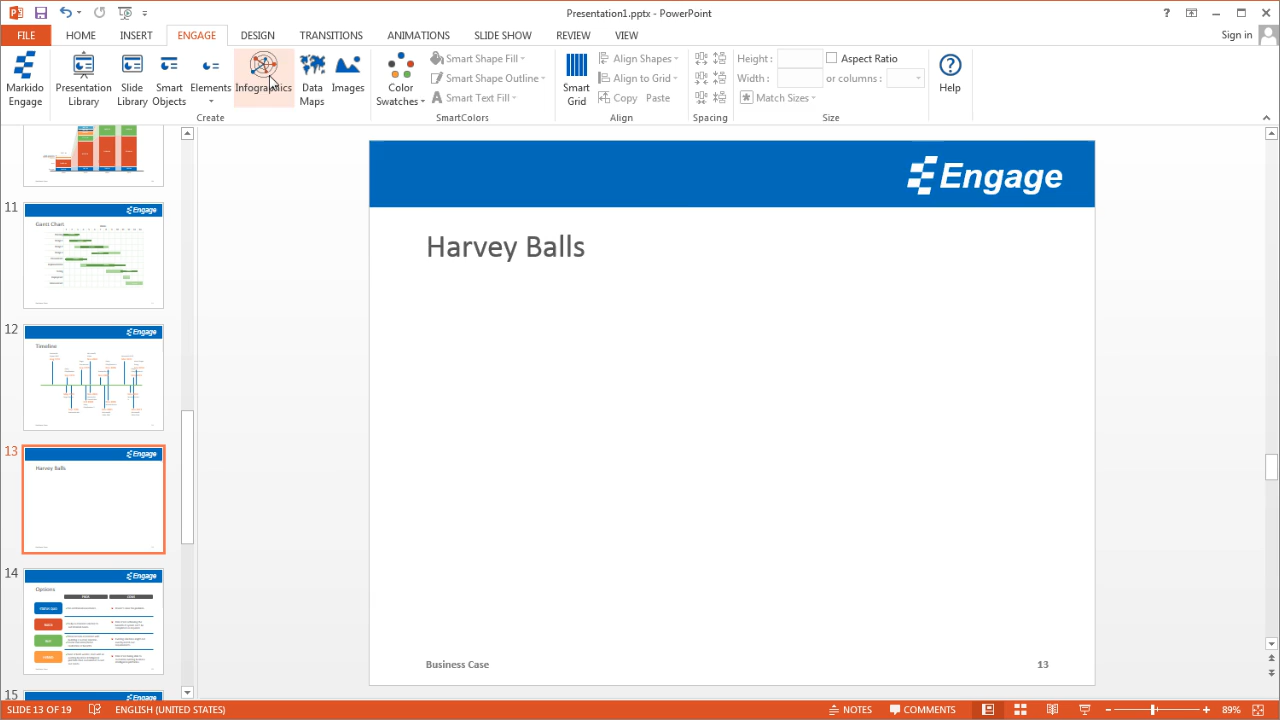 Presentation1.pptx - PowerPoint
FILE HOME INSERT ENGAGE DESIGN TRANSITIONS ANIMATIONS SLIDE SHOW REVIEW VIEW Sign in
Markido Engage
Presentation Library
Slide Library
Smart Objects
Elements
Infographics
Data Maps
Images
Create
Color Swatches
Smart Shape Fill
Smart Shape Outline
Smart Text Fill
SmartColors
Smart Grid
Align Shapes
Align to Grid
Copy Paste
Align
Spacing
Height:
Width:
Aspect Ratio
or columns:
Match Sizes
Size
Help
11
Engage
Gantt Chart
12
Engage
Timeline
13
Engage
Harvey Balls
14
Engage
Options
15
Engage
Harvey Balls
Business Case
13
SLIDE 13 OF 19
ENGLISH (UNITED STATES)
NOTES
COMMENTS
89%